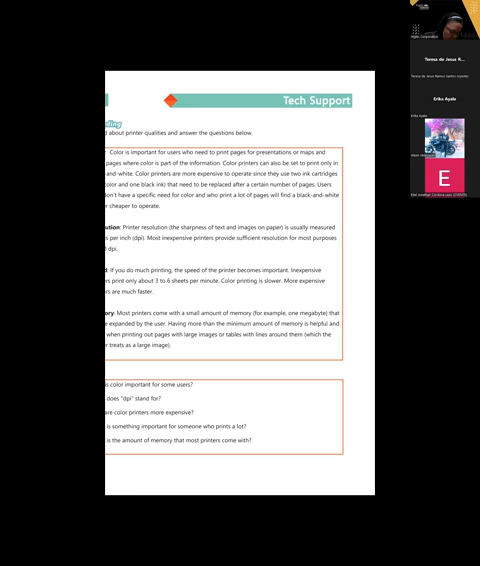 Tech Support
ding
d about printer qualities and answer the questions below.
Color is important for users who need to print pages for presentations or maps and
pages where color is part of the information. Color printers can also be set to print only in
and-white. Color printers are more expensive to operate since they use two ink cartridges
color and one black ink) that need to be replaced after a certain number of pages. Users
on't have a specific need for color and who print a lot of pages will find a black-and-white
r cheaper to operate.
ution: Printer resolution (the sharpness of text and images on paper) is usually measured
s per inch (dpi). Most inexpensive printers provide sufficient resolution for most purposes
dpi.
d: If you do much printing, the speed of the printer becomes important. Inexpensive
rs print only about 3 to 6 sheets per minute. Color printing is slower. More expensive
rs are much faster.
ory: Most printers come with a small amount of memory (for example, one megabyte) that
e expanded by the user. Having more than the minimum amount of memory is helpful and
when printing out pages with large images or tables with lines around them (which the
r treats as a large image).
is color important for some users?
does "dpi" stand for?
are color printers more expensive?
is something important for someone who prints a lot?
is the amount of memory that most printers come with?
Teresa de Jesus R...
Teresa de Jesus Ramos
Erika Ayala
Erika Ayala
E